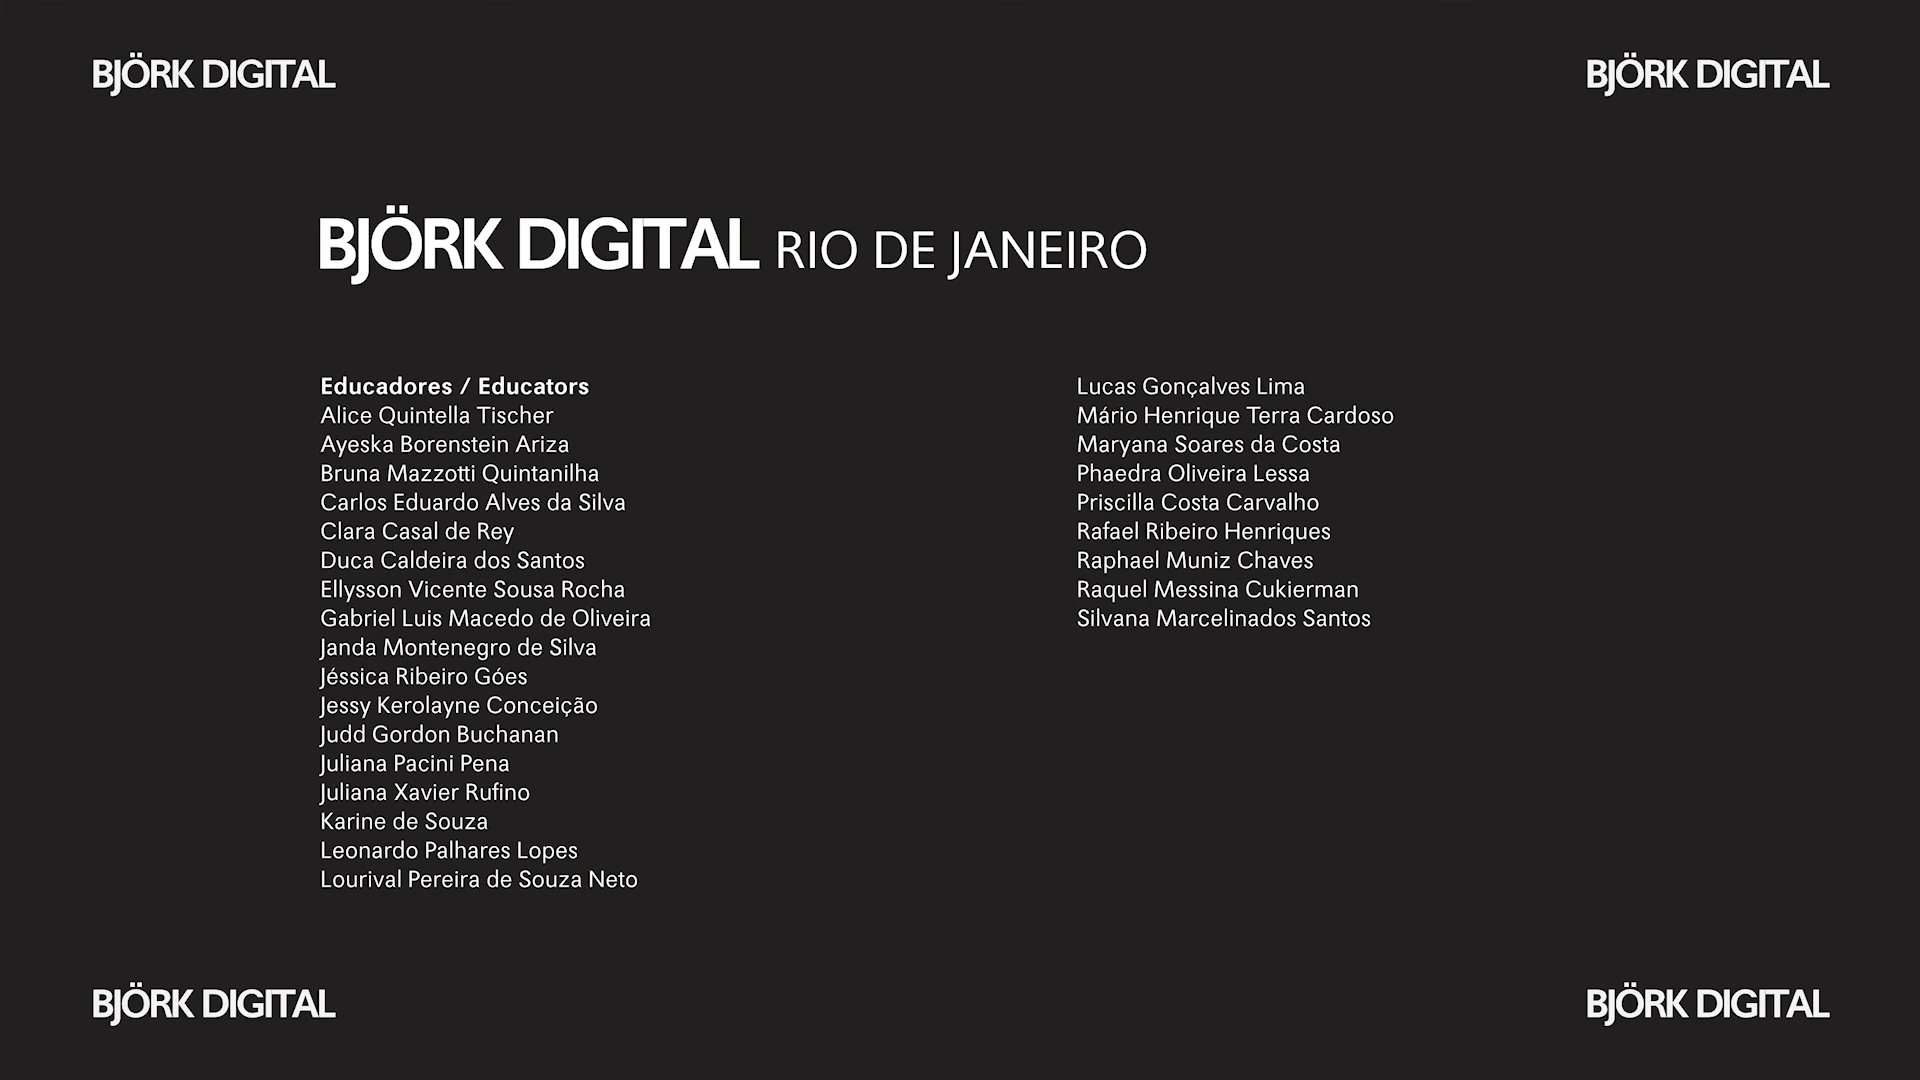 BJÖRK DIGITAL
BJÖRK DIGITAL
BJÖRK DIGITAL RIO DE JANEIRO
Educadores / Educators
Alice Quintella Tischer
Ayeska Borenstein Ariza
Bruna Mazzotti Quintanilha
Carlos Eduardo Alves da Silva
Clara Casal de Rey
Duca Caldeira dos Santos
Ellysson Vicente Sousa Rocha
Gabriel Luis Macedo de Oliveira
Janda Montenegro de Silva
Jéssica Ribeiro Góes
Jessy Kerolayne Conceição
Judd Gordon Buchanan
Juliana Pacini Pena
Juliana Xavier Rufino
Karine de Souza
Leonardo Palhares Lopes
Lourival Pereira de Souza Neto
Lucas Gonçalves Lima
Mário Henrique Terra Cardoso
Maryana Soares da Costa
Phaedra Oliveira Lessa
Priscilla Costa Carvalho
Rafael Ribeiro Henriques
Raphael Muniz Chaves
Raquel Messina Cukierman
Silvana Marcelinados Santos
BJÖRK DIGITAL
BJÖRK DIGITAL